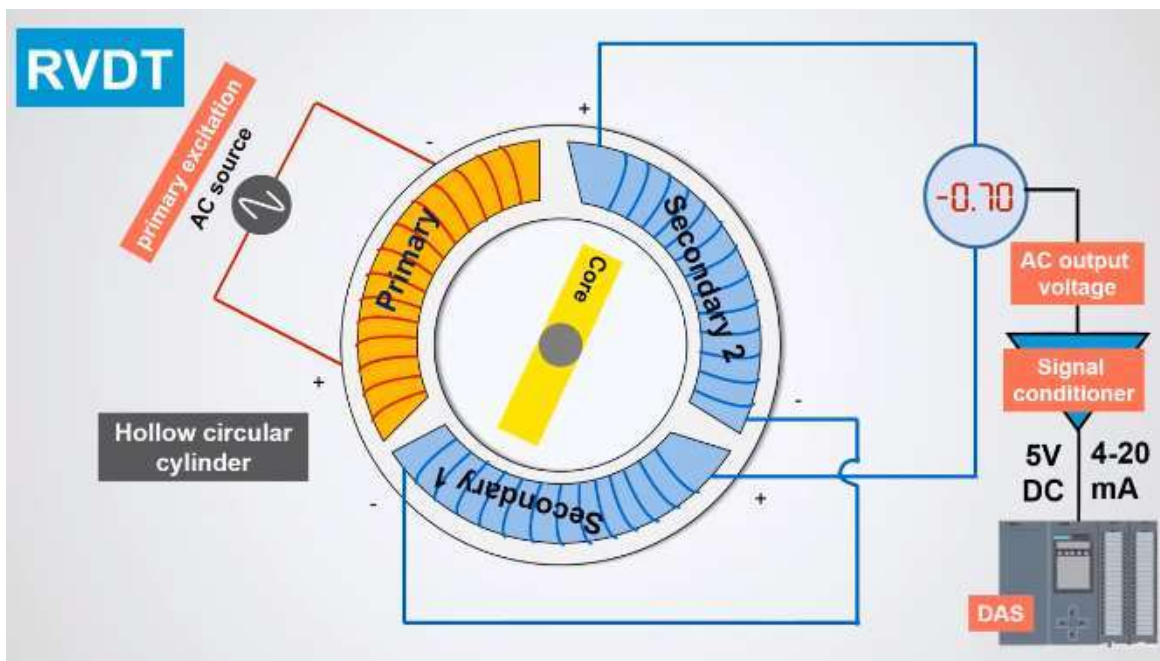 RVDT
primary excitation
AC source
+
-
Primary
Secondary 2
Core
-0.70
AC output
voltage
Signal
conditioner
+
-
Hollow circular
cylinder
Secondary 1
-
+
5V
DC
4-20
mA
DAS